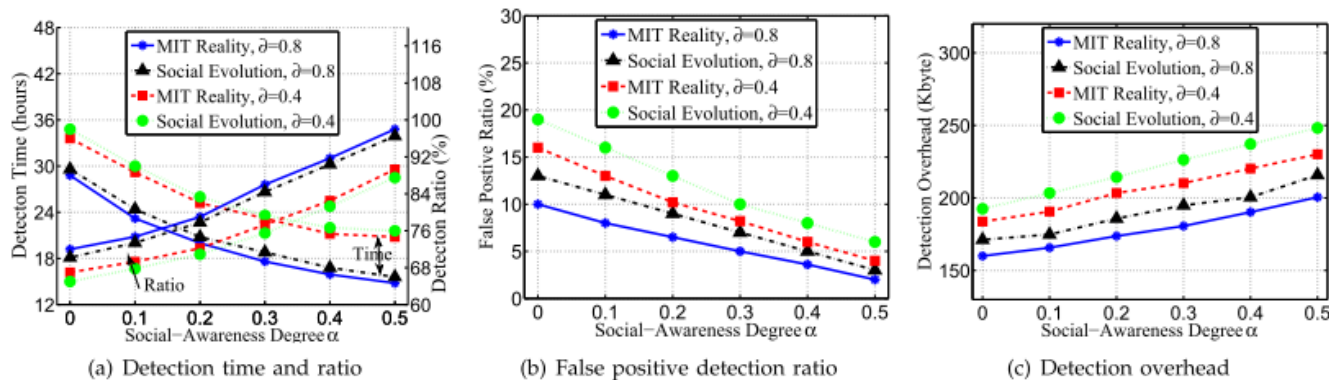 48
42
36
30
24
18
12
Detecton Time (hours)
MIT Reality, ∂=0.8
Social Evolution, ∂=0.8
MIT Reality, ∂=0.4
Social Evolution, ∂=0.4
116
108
100
92
84
76
68
60
Detecton Ratio (%)
Time
Ratio
0 0.1 0.2 0.3 0.4 0.5
Social−Awareness Degree α
(a) Detection time and ratio
30
25
20
15
10
5
0
False Postive Ratio (%)
MIT Reality, ∂=0.8
Social Evolution, ∂=0.8
MIT Reality, ∂=0.4
Social Evolution, ∂=0.4
0 0.1 0.2 0.3 0.4 0.5
Social−Awareness Degree α
(b) False positive detection ratio
300
250
200
150
Detection Overhead (Kbyte)
MIT Reality, ∂=0.8
Social Evolution, ∂=0.8
MIT Reality, ∂=0.4
Social Evolution, ∂=0.4
0 0.1 0.2 0.3 0.4 0.5
Social−Awareness Degree α
(c) Detection overhead